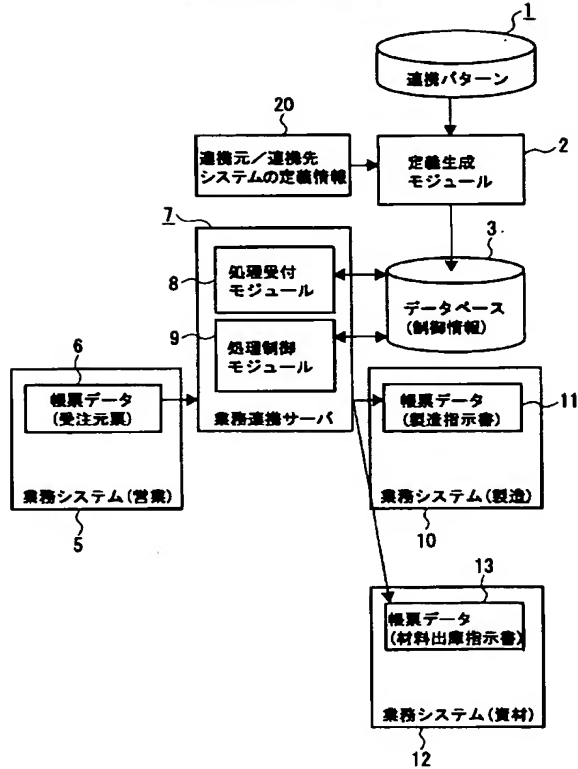 1
連携パターン
20
連携元／連携先
システムの定義情報
定義生成
モジュール
2
7
3
8
処理受付
モジュール
データベース
(制御情報)
9
処理制御
モジュール
6
帳票データ
(受注元票)
業務連携サーバ
帳票データ
(製造指示書)
11
業務システム(営業)
5
業務システム(製造)
10
13
帳票データ
(材料出庫指示書)
業務システム(資材)
12